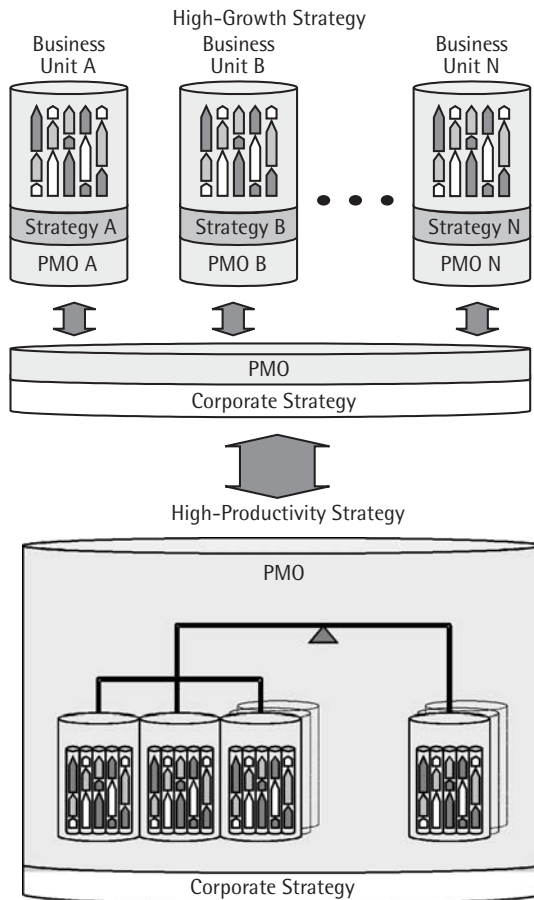 High-Growth Strategy
Business
Unit A
Business
Unit B
Business
Unit N
Strategy A
Strategy B
Strategy N
PMO A
PMO B
PMO N
PMO
Corporate Strategy
High-Productivity Strategy
PMO
Corporate Strategy